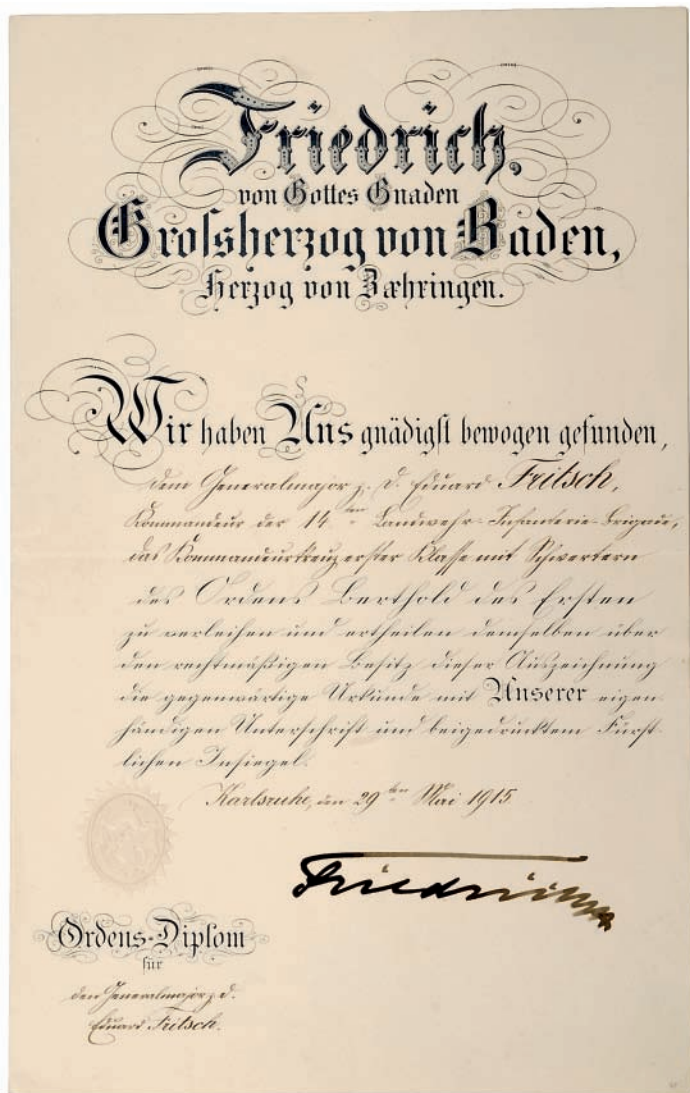 Friedrich,
von Gottes Gnaden
Grossherzog von Baden,
Herzog von Zæhringen.
Wir haben Uns gnädigst bewogen gefunden,
dem Generalmajor z. D. Eduard Fritsch,
Kommandeur der 14ten Landwehr-Infanterie-Brigade,
das Kommandeurkreuz erster Klasse mit Schwertern
des Ordens Berthold des Ersten
zu verleihen und ertheilen demselben über
den rechtmäßigen Besitz dieser Auszeichnung
die gegenwärtige Urkunde mit Unserer eigen-
händigen Unterschrift und beigedrucktem Fürst-
lichen Insiegel.
Karlsruhe, den 29ten Mai 1915.
Friedrich
Ordens-Diplom
für
den Generalmajor z. D.
Eduard Fritsch.